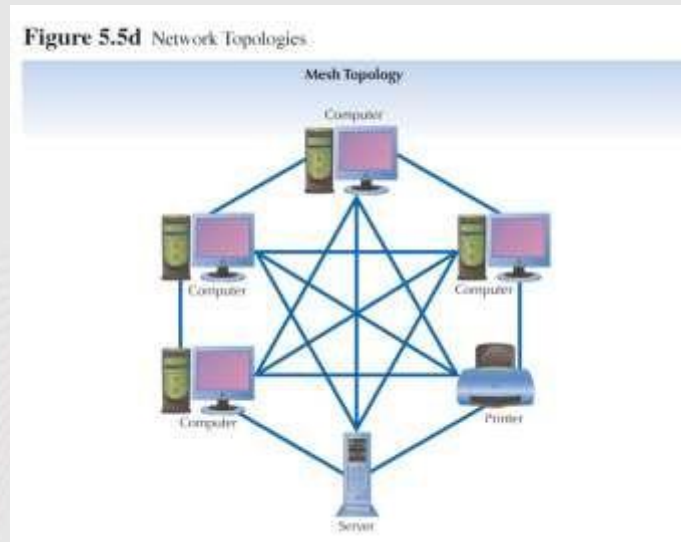 Figure 5.5d Network Topologies
Mesh Topology
Computer
Computer
Computer
Computer
Printer
Server